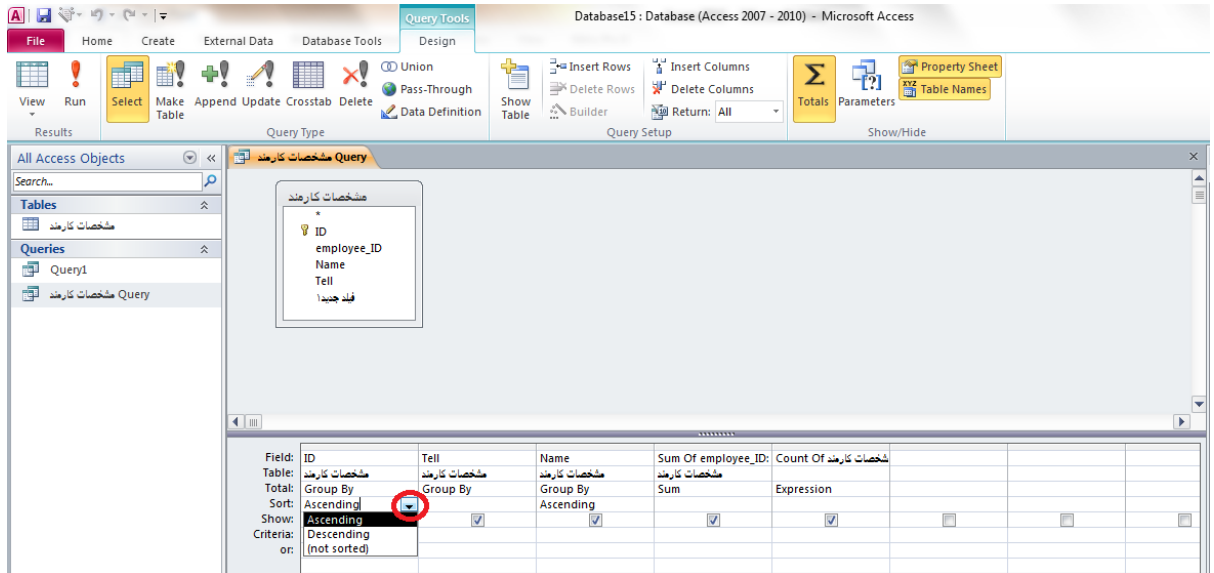 Query Tools
Database15 : Database (Access 2007 - 2010) - Microsoft Access
File Home Create External Data Database Tools Design
View Run Select Make Table Append Update Crosstab Delete
Union
Pass-Through
Data Definition
Show Table
Insert Rows
Delete Rows
Builder
Insert Columns
Delete Columns
Return: All
Totals Parameters
Property Sheet
Table Names
Results Query Type Query Setup Show/Hide
All Access Objects
Search...
Tables
مشخصات کارمند
Queries
Query1
مشخصات کارمند Query
مشخصات کارمند Query
مشخصات کارمند
*
ID
employee_ID
Name
Tell
فیلد جدید۱
Field: ID Tell Name Sum Of employee_ID: Count Of مشخصات کارمند
Table: مشخصات کارمند مشخصات کارمند مشخصات کارمند مشخصات کارمند
Total: Group By Group By Group By Sum Expression
Sort: Ascending Ascending
Show: Ascending
Criteria: Descending
or: (not sorted)